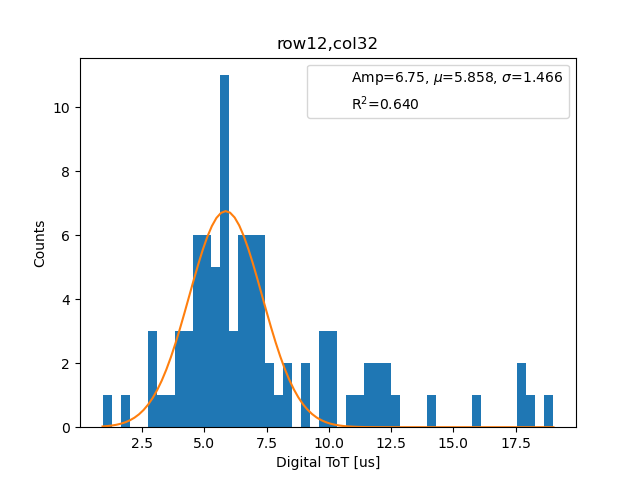 row12,col32
Amp=6.75, μ=5.858, σ=1.466
R²=0.640
Counts
10
8
6
4
2
0
2.5 5.0 7.5 10.0 12.5 15.0 17.5
Digital ToT [us]